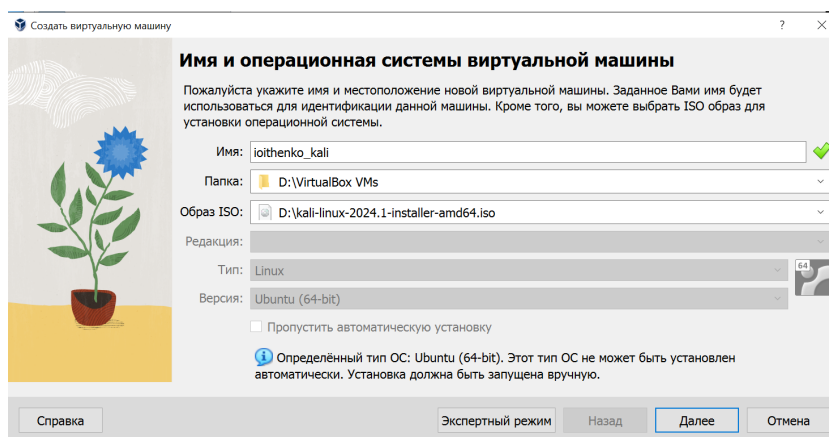 Создать виртуальную машину
?
Имя и операционная системы виртуальной машины
Пожалуйста укажите имя и местоположение новой виртуальной машины. Заданное Вами имя будет
использоваться для идентификации данной машины. Кроме того, вы можете выбрать ISO образ для
установки операционной системы.
Имя: ioithenko_kali
Папка: D:\VirtualBox VMs
Образ ISO: D:\kali-linux-2024.1-installer-amd64.iso
Редакция:
Тип: Linux
64
Версия: Ubuntu (64-bit)
Пропустить автоматическую установку
Определённый тип ОС: Ubuntu (64-bit). Этот тип ОС не может быть установлен
автоматически. Установка должна быть запущена вручную.
Справка Экспертный режим Назад Далее Отмена